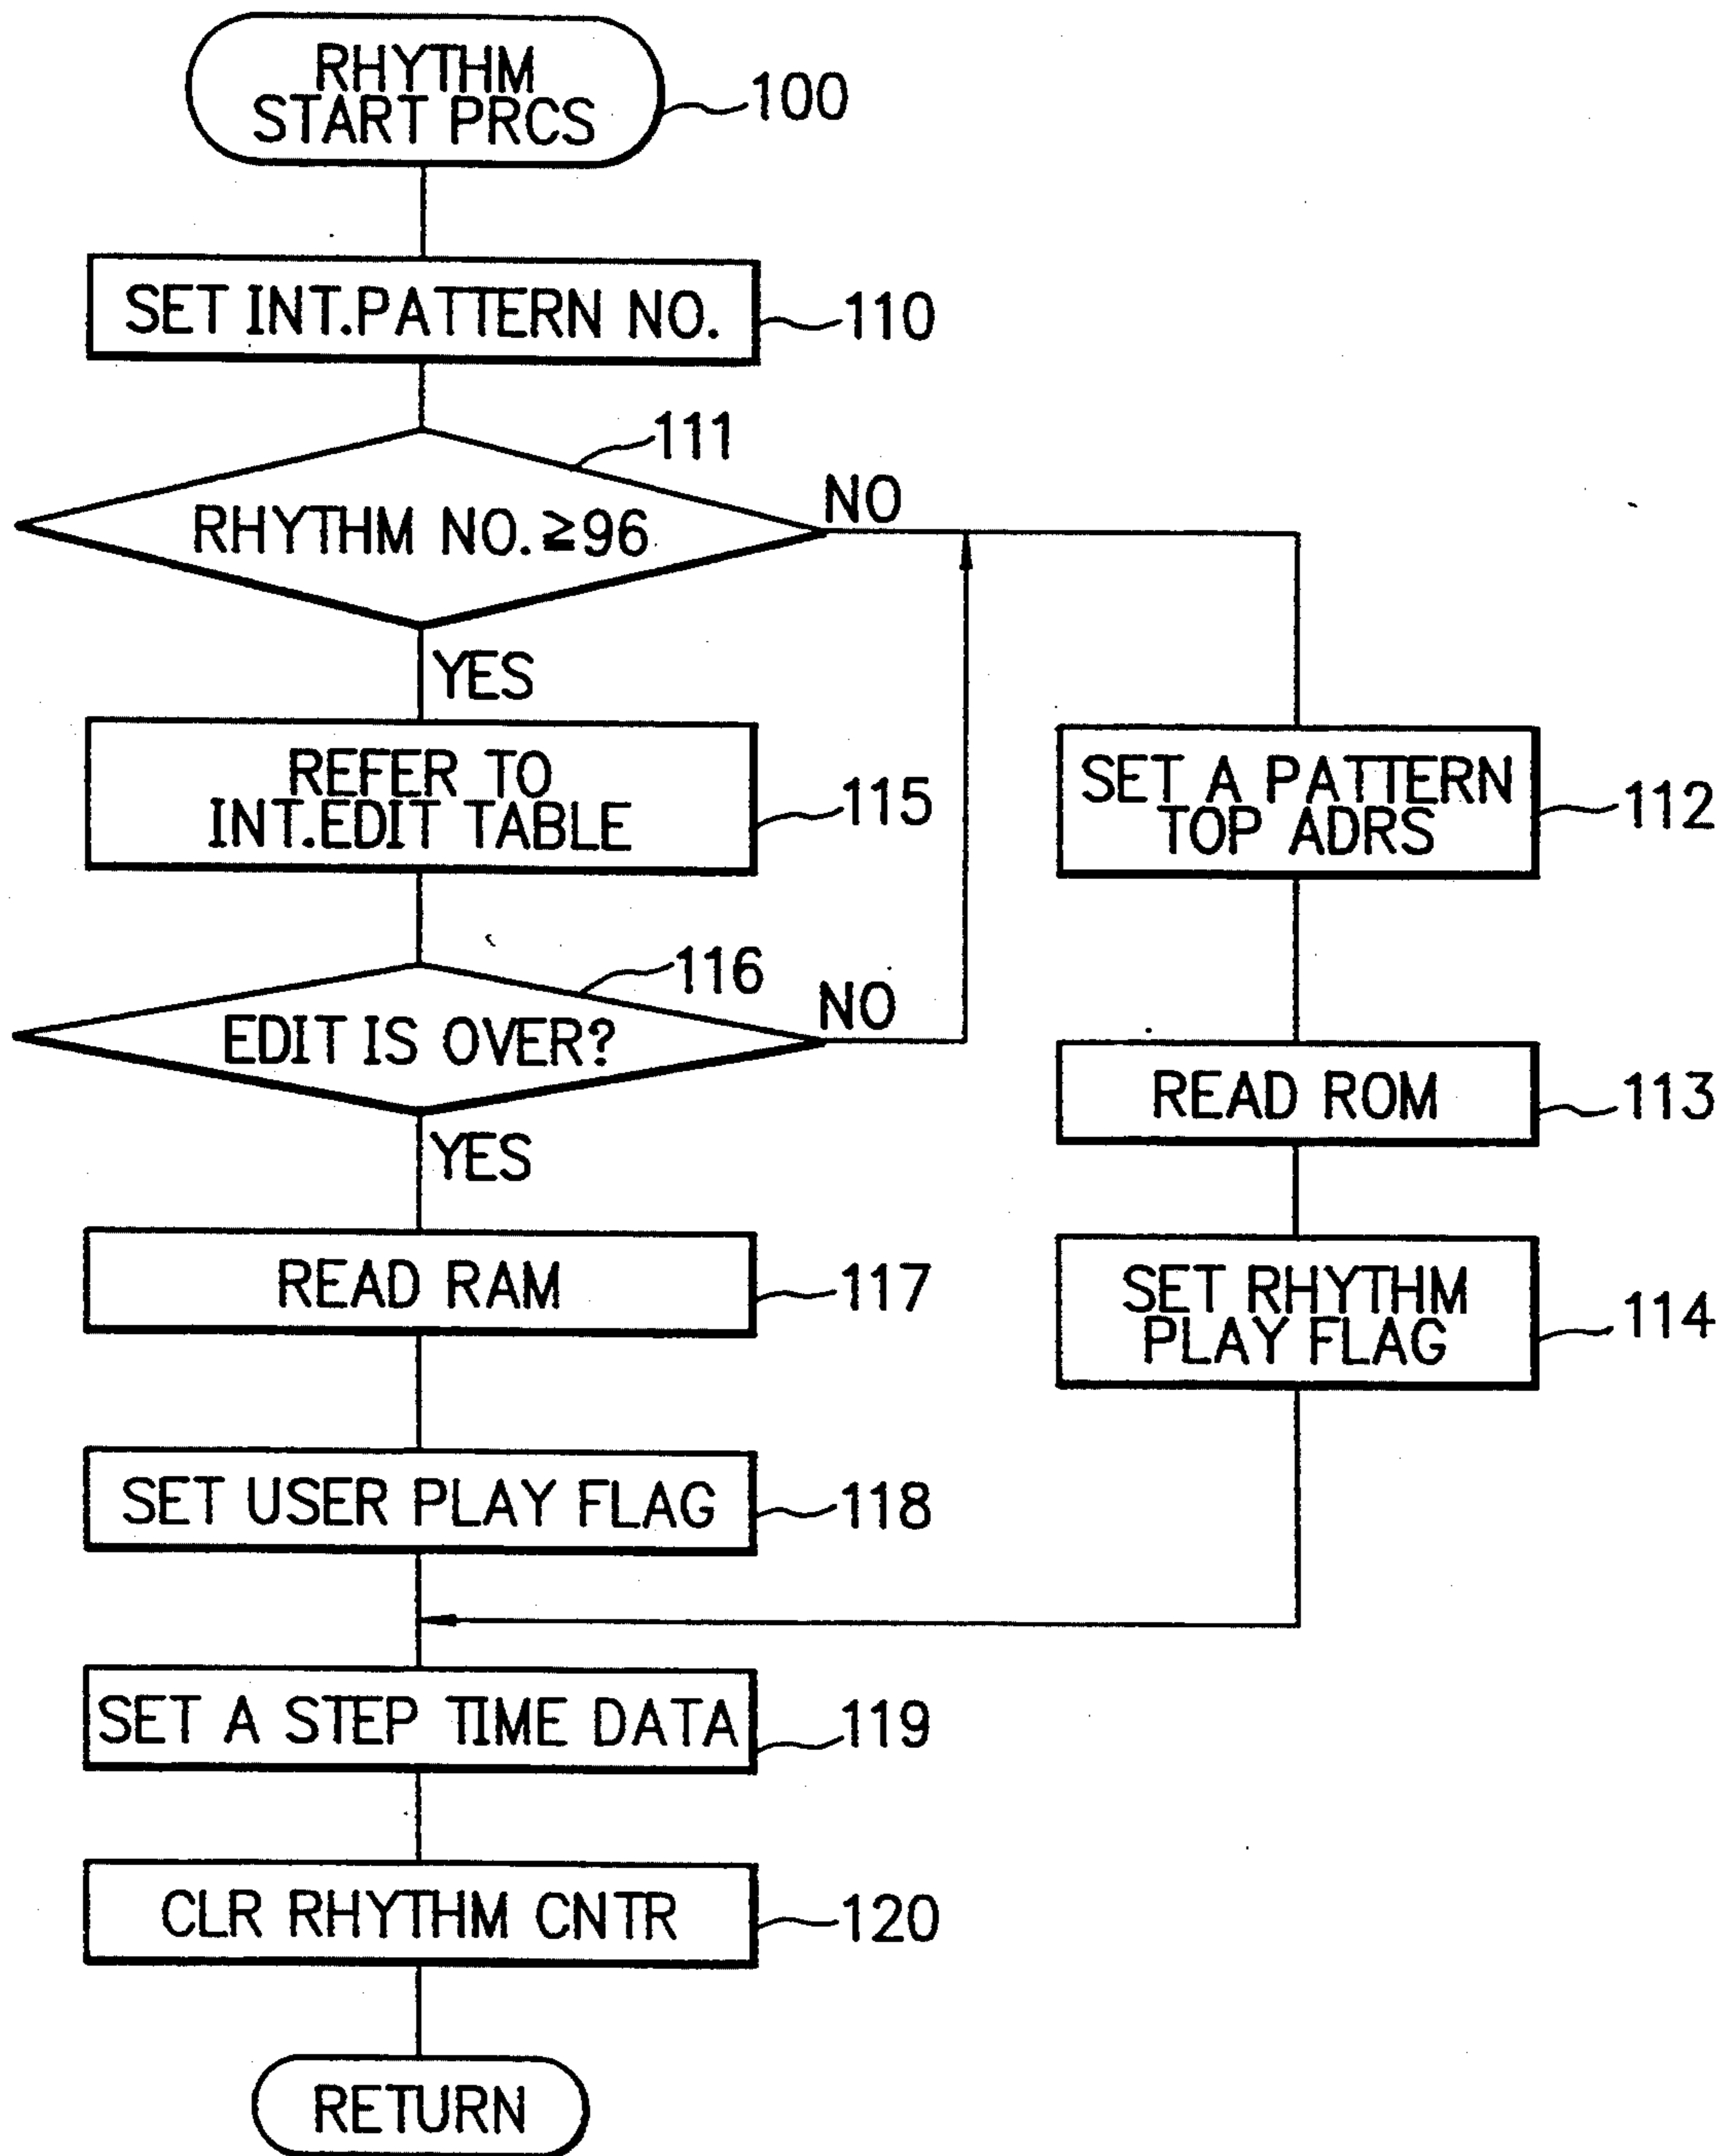 RHYTHM
START PRCS
100
SET INT.PATTERN NO.
110
111
RHYTHM NO.≧96
NO
YES
REFER TO
INT.EDIT TABLE
115
SET A PATTERN
TOP ADRS
112
116
EDIT IS OVER?
NO
YES
READ ROM
113
READ RAM
117
SET RHYTHM
PLAY FLAG
114
SET USER PLAY FLAG
118
SET A STEP TIME DATA
119
CLR RHYTHM CNTR
120
RETURN